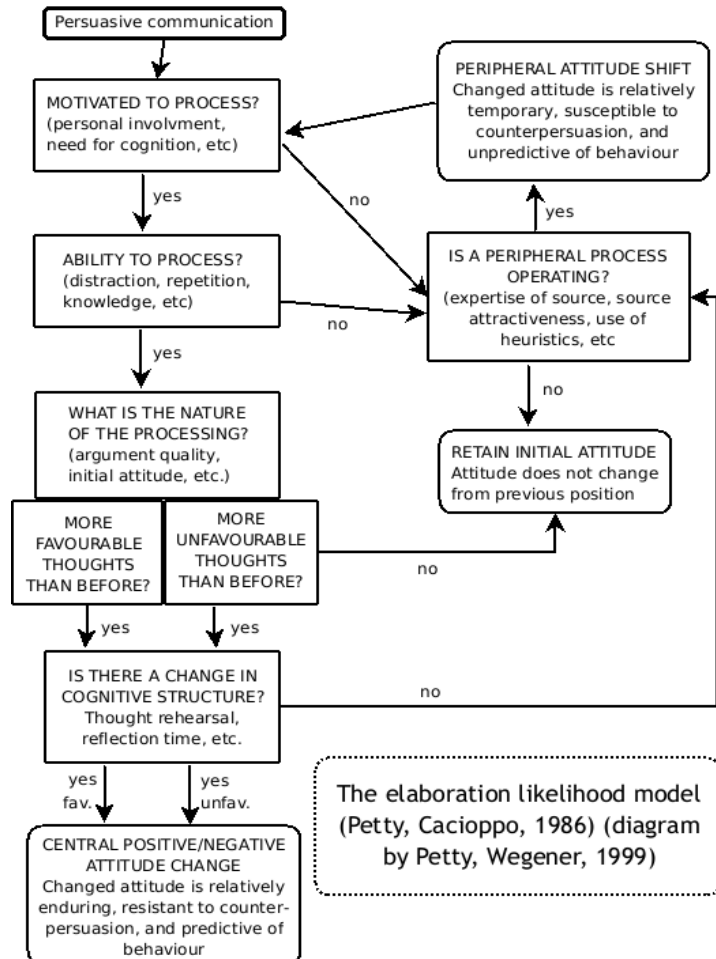 Persuasive communication
MOTIVATED TO PROCESS?
(personal involvment,
need for cognition, etc)
PERIPHERAL ATTITUDE SHIFT
Changed attitude is relatively
temporary, susceptible to
counterpersuasion, and
unpredictive of behaviour
yes
no
yes
ABILITY TO PROCESS?
(distraction, repetition,
knowledge, etc)
IS A PERIPHERAL PROCESS
OPERATING?
(expertise of source, source
attractiveness, use of
heuristics, etc
no
yes
no
WHAT IS THE NATURE
OF THE PROCESSING?
(argument quality,
initial attitude, etc.)
RETAIN INITIAL ATTITUDE
Attitude does not change
from previous position
MORE
FAVOURABLE
THOUGHTS
THAN BEFORE?
MORE
UNFAVOURABLE
THOUGHTS
THAN BEFORE?
no
yes
yes
IS THERE A CHANGE IN
COGNITIVE STRUCTURE?
Thought rehearsal,
reflection time, etc.
no
yes
fav.
yes
unfav.
CENTRAL POSITIVE/NEGATIVE
ATTITUDE CHANGE
Changed attitude is relatively
enduring, resistant to counter-
persuasion, and predictive of
behaviour
The elaboration likelihood model
(Petty, Cacioppo, 1986) (diagram
by Petty, Wegener, 1999)